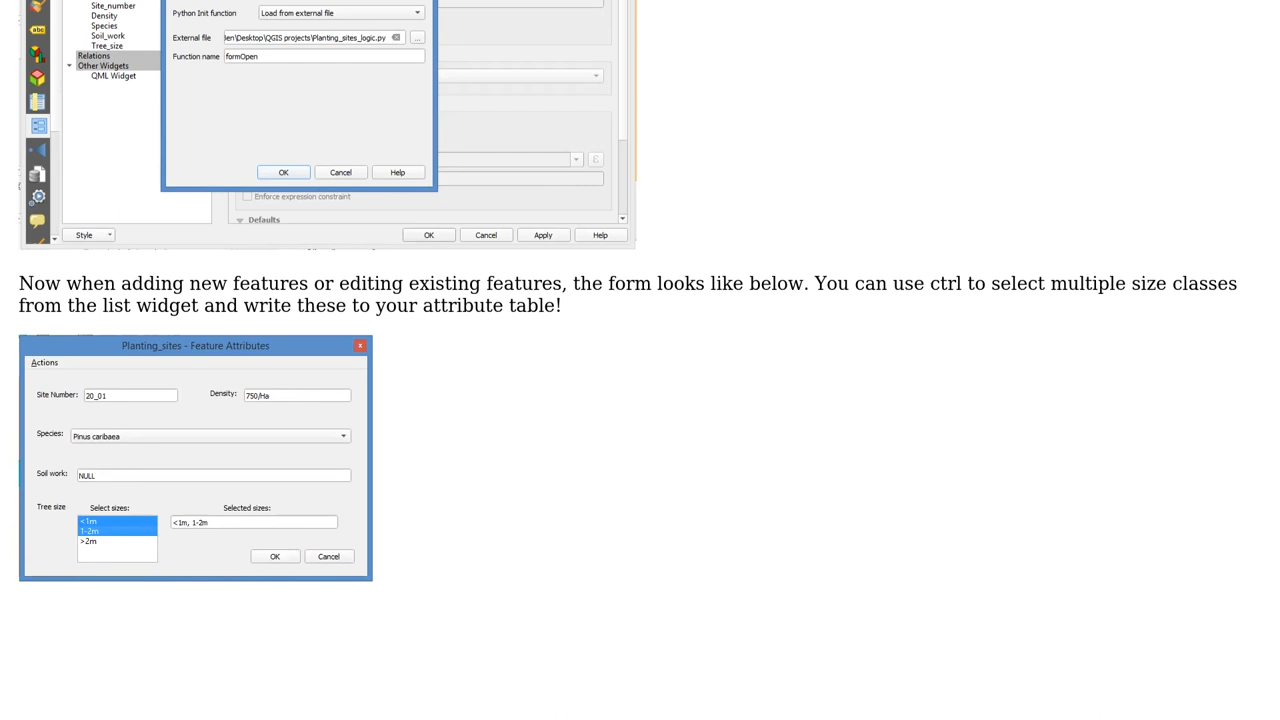 Site_number
Density
Species
Soil_work
Tree_size
Relations
Other Widgets
QML Widget
Style
Python Init function Load from external file
External file len\Desktop\QGIS projects\Planting_sites_logic.py ...
Function name formOpen
OK Cancel Help
ε
Enforce expression constraint
Defaults
OK Cancel Apply Help
Now when adding new features or editing existing features, the form looks like below. You can use ctrl to select multiple size classes
from the list widget and write these to your attribute table!
Planting_sites - Feature Attributes x
Actions
Site Number: 20_01 Density: 750/Ha
Species: Pinus caribaea
Soil work: NULL
Tree size Select sizes: Selected sizes:
<1m
1-2m
>2m
<1m, 1-2m
OK Cancel